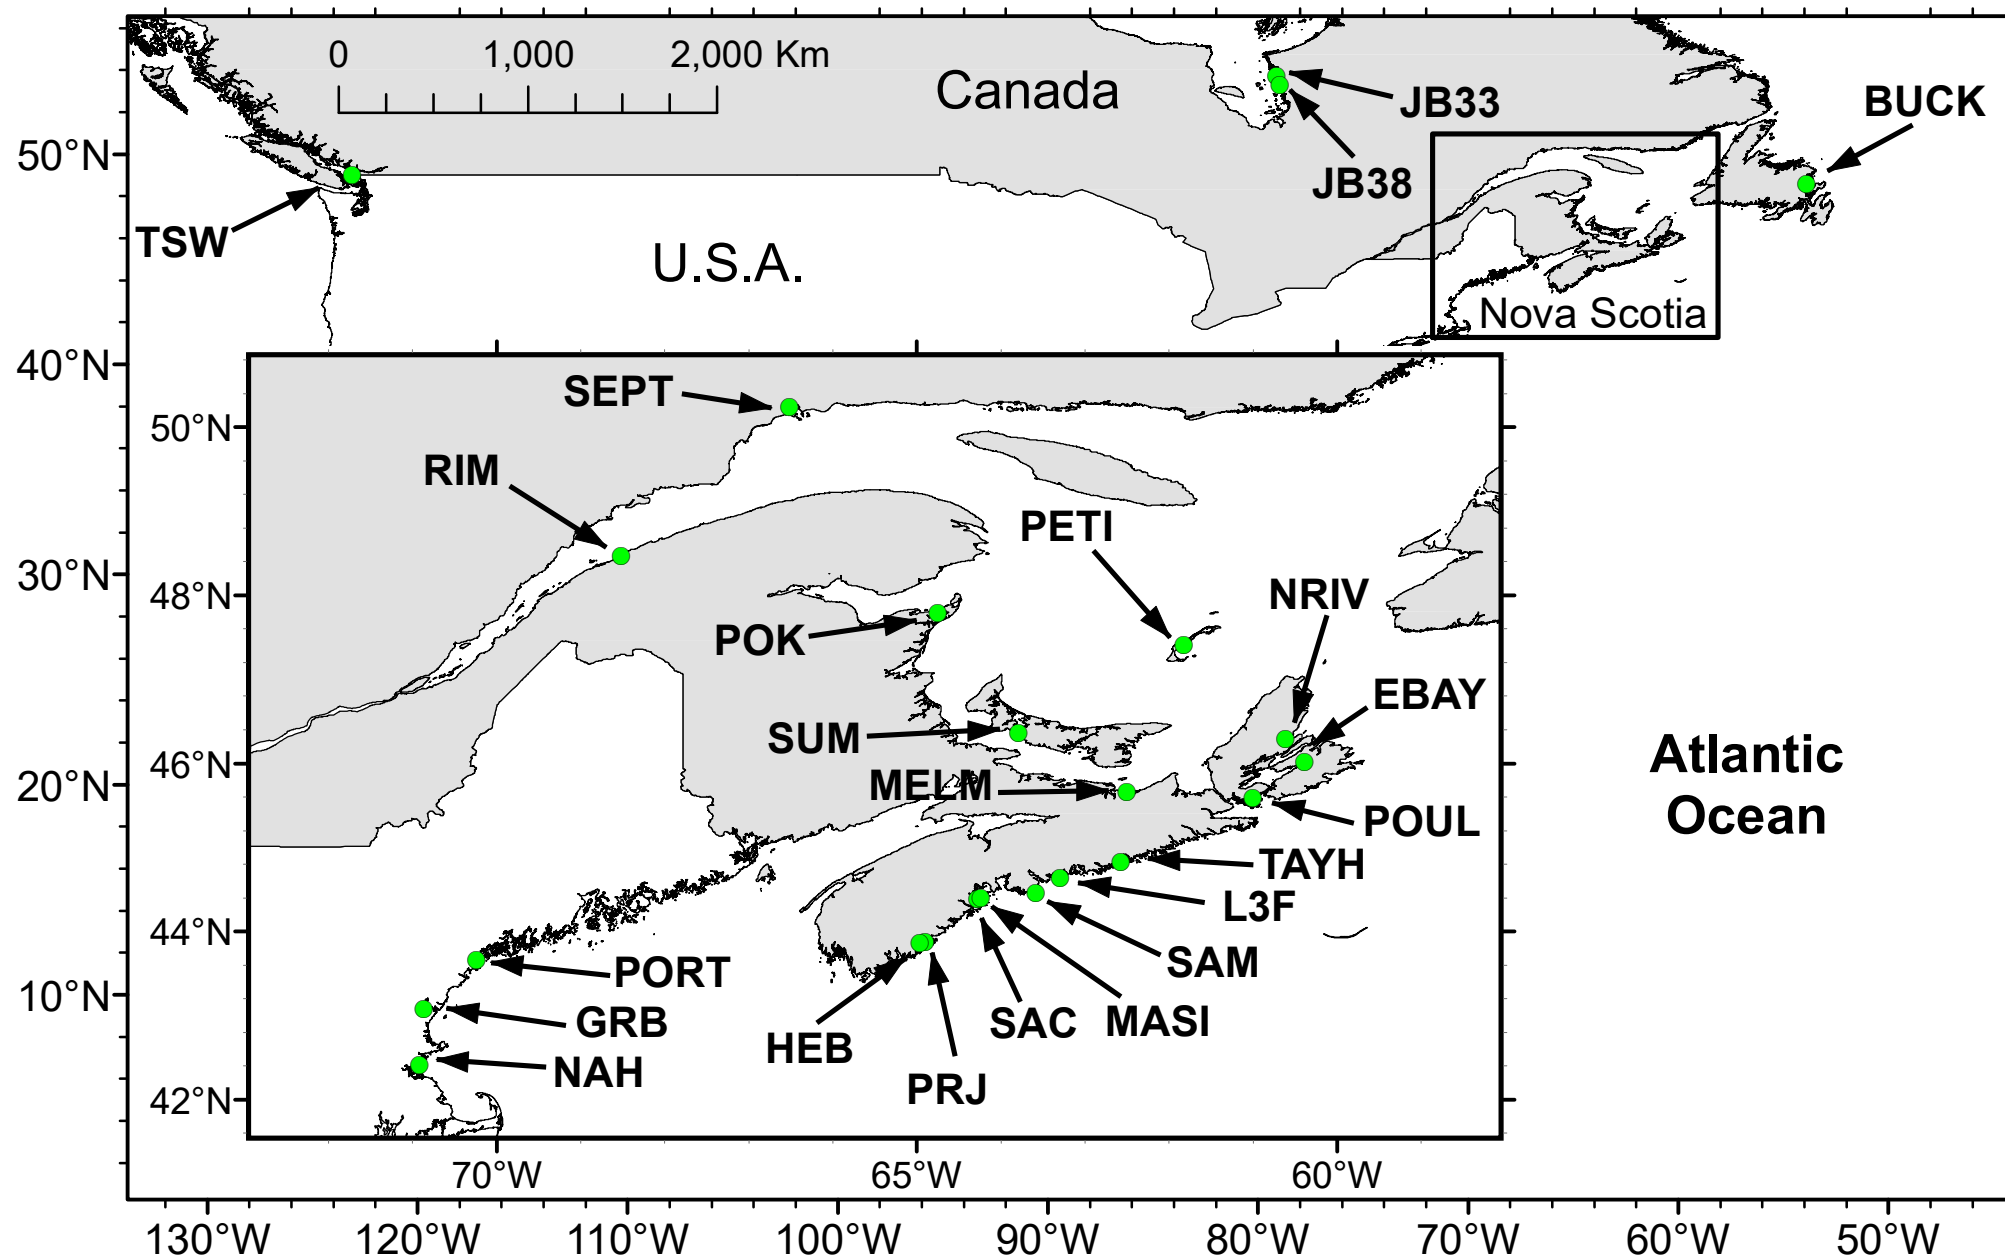 0 1,000 2,000 Km
Canada
JB33
BUCK
50°N
JB38
TSW
U.S.A.
Nova Scotia
40°N
SEPT
50°N
RIM
PETI
30°N
48°N
NRIV
POK
EBAY
SUM
46°N
20°N
MELM
Atlantic
Ocean
POUL
TAYH
L3F
44°N
SAM
PORT
10°N
GRB
SAC
MASI
HEB
NAH
PRJ
42°N
70°W 65°W 60°W
130°W 120°W 110°W 100°W 90°W 80°W 70°W 60°W 50°W